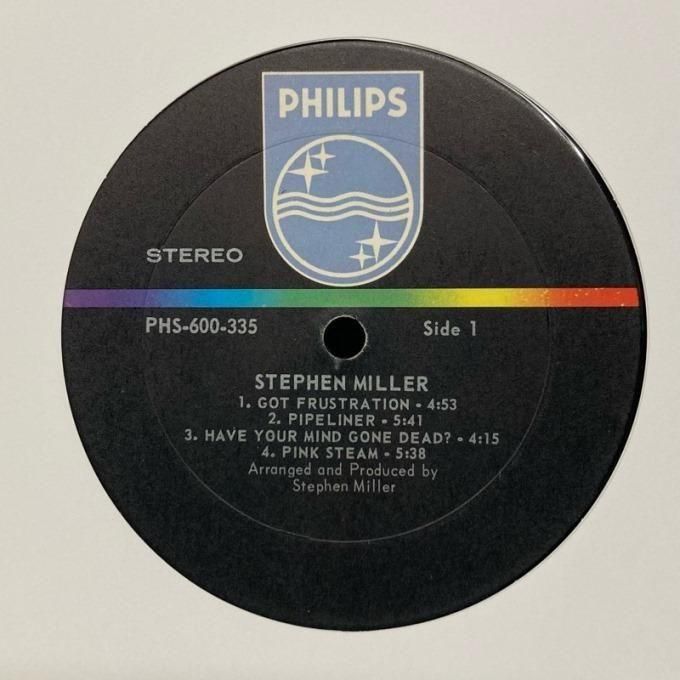 PHILIPS
STEREO
PHS-600-335 Side 1
STEPHEN MILLER
1. GOT FRUSTRATION - 4:53
2. PIPELINER - 5:41
3. HAVE YOUR MIND GONE DEAD? - 4:15
4. PINK STEAM - 5:38
Arranged and Produced by
Stephen Miller